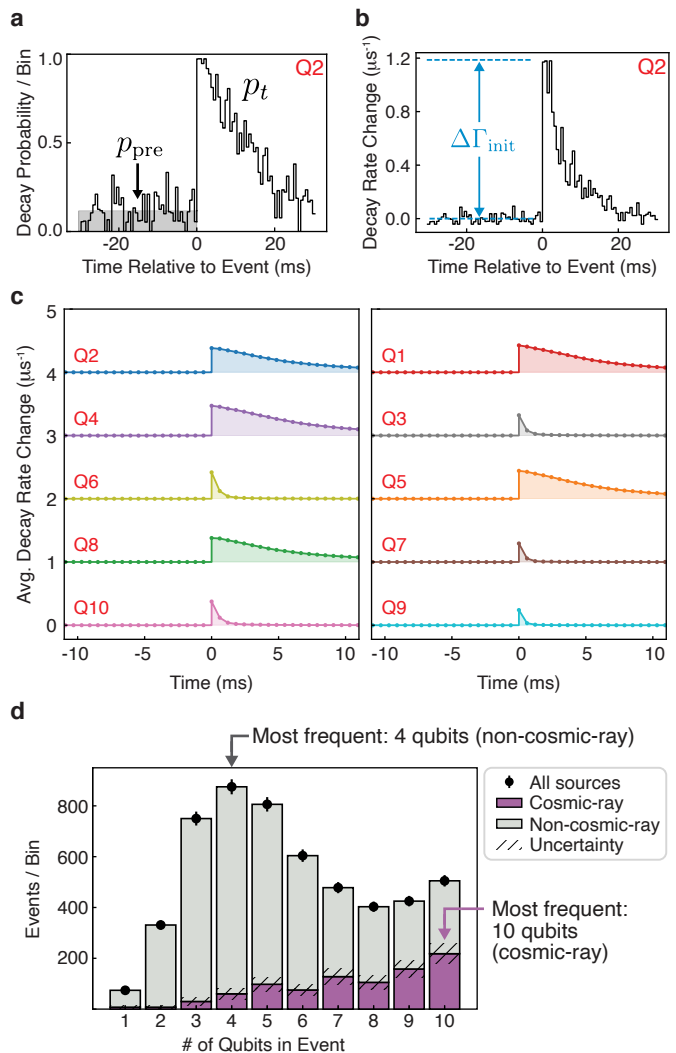 a
Decay Probability / Bin
1.0
0.5
0.0
-20
0
20
Time Relative to Event (ms)
Q2
p_t
p_pre
b
Decay Rate Change (μs⁻¹)
1.2
0.8
0.4
0.0
-20
0
20
Time Relative to Event (ms)
Q2
ΔΓ_init
c
Avg. Decay Rate Change (μs⁻¹)
5
4
3
2
1
0
Q2
Q4
Q6
Q8
Q10
-10
-5
0
5
10
Time (ms)
Q1
Q3
Q5
Q7
Q9
-10
-5
0
5
10
Time (ms)
d
Most frequent: 4 qubits (non-cosmic-ray)
Events / Bin
800
600
400
200
1 2 3 4 5 6 7 8 9 10
# of Qubits in Event
All sources
Cosmic-ray
Non-cosmic-ray
Uncertainty
Most frequent:
10 qubits
(cosmic-ray)